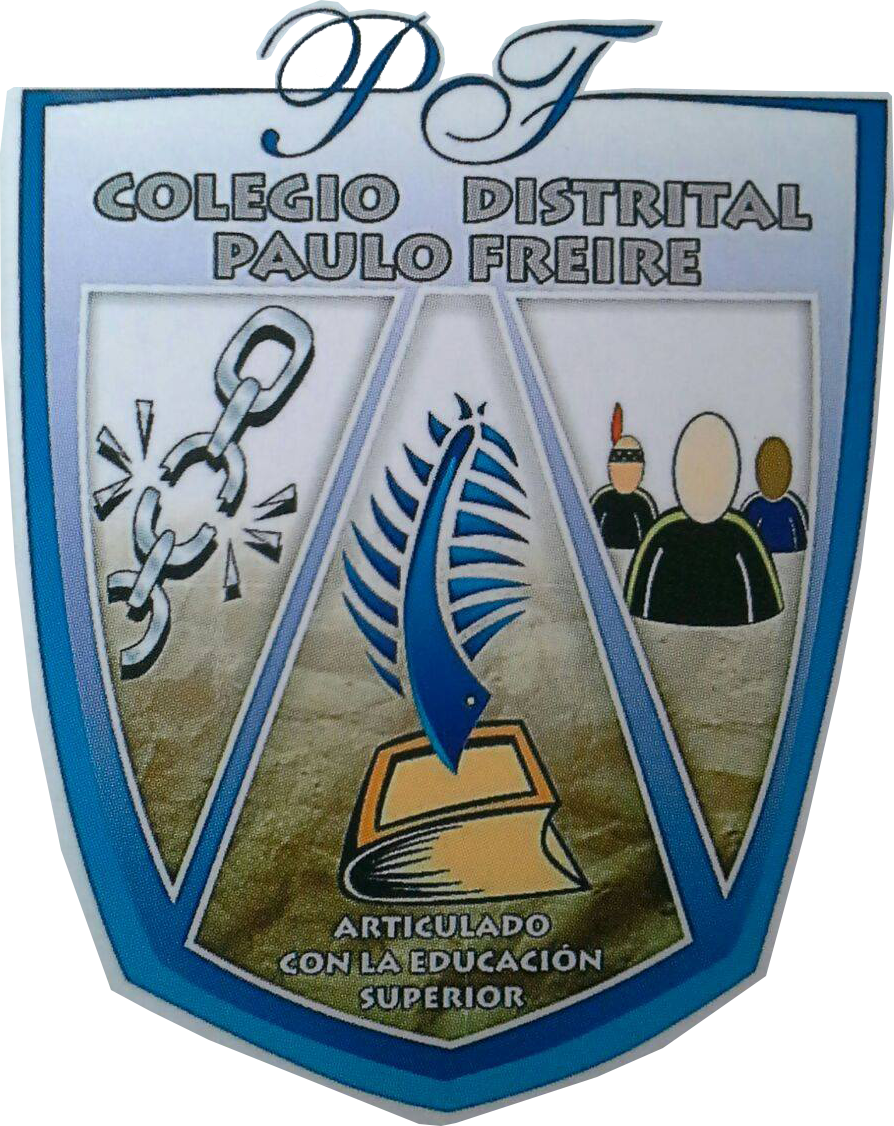 PF
COLEGIO DISTRITAL
PAULO FREIRE
ARTICULADO
CON LA EDUCACIÓN
SUPERIOR